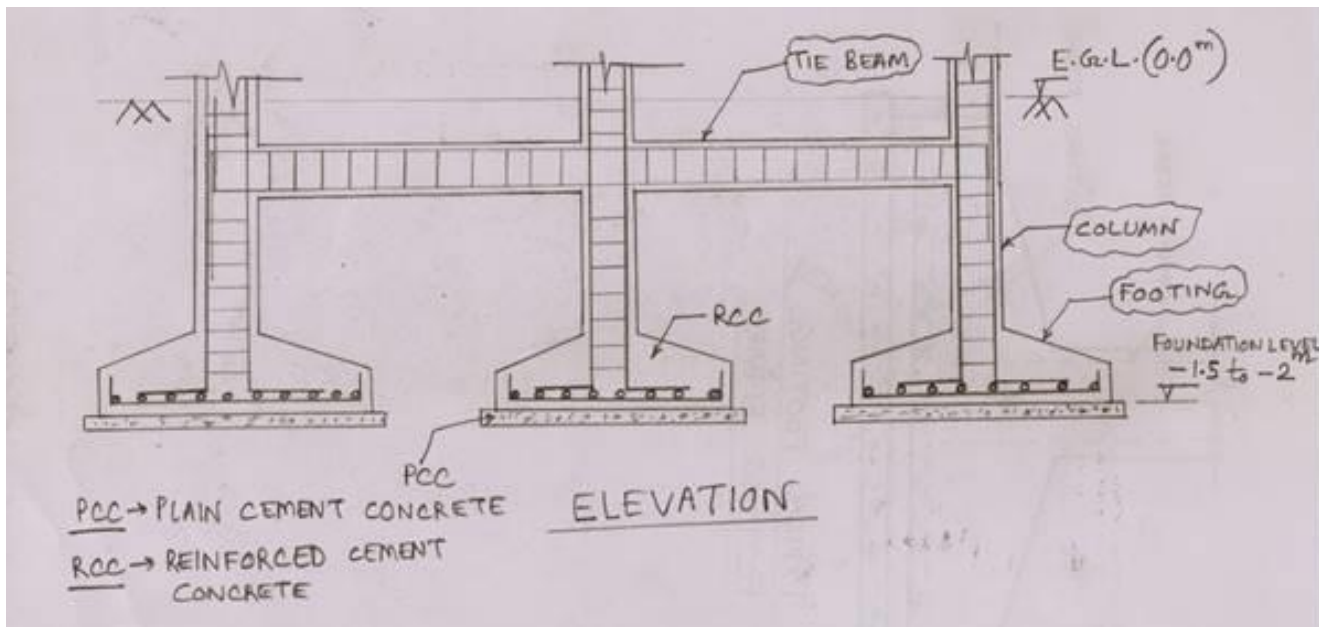 TIE BEAM
E.G.L. (0.0m)
COLUMN
FOOTING
RCC
FOUNDATION LEVEL
-1.5 to -2m
PCC
PCC → PLAIN CEMENT CONCRETE
ELEVATION
RCC → REINFORCED CEMENT
CONCRETE